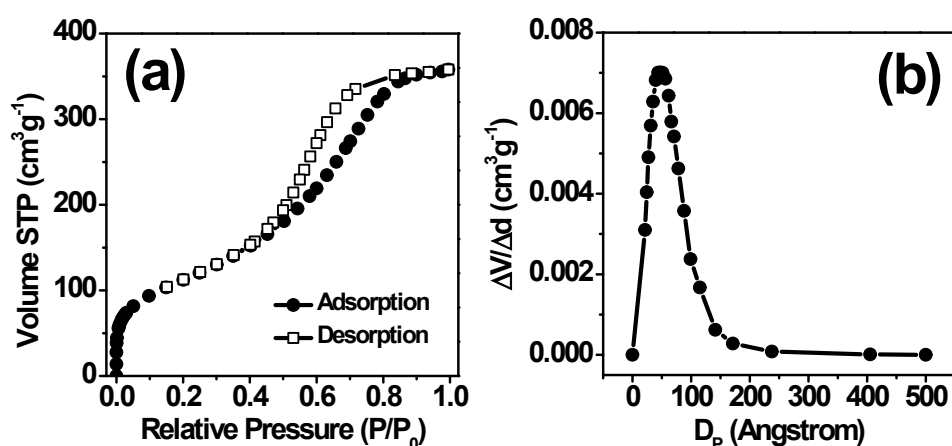 (a)
Volume STP (cm³g⁻¹)
400
300
200
100
0
Adsorption
Desorption
0.0 0.2 0.4 0.6 0.8 1.0
Relative Pressure (P/P₀)
(b)
ΔV/Δd (cm³g⁻¹)
0.008
0.006
0.004
0.002
0.000
0 100 200 300 400 500
Dₚ (Angstrom)